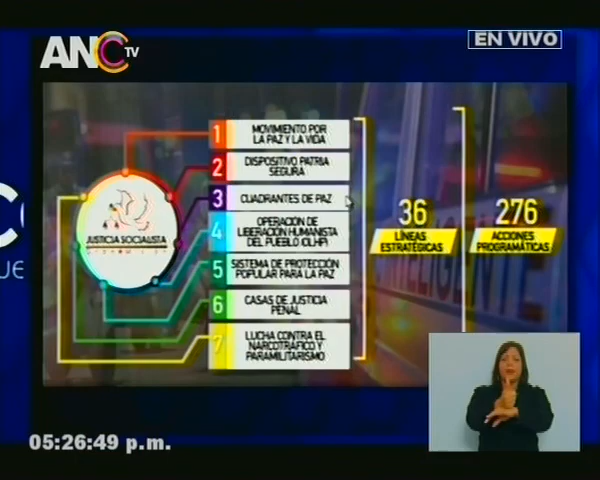 ANC TV
EN VIVO
1 MOVIMIENTO POR
LA PAZ Y LA VIDA
2 DISPOSITIVO PATRIA
SEGURA
3 CUADRANTES DE PAZ
4 OPERACIÓN DE
LIBERACIÓN HUMANISTA
DEL PUEBLO (OLHP)
5 SISTEMA DE PROTECCIÓN
POPULAR PARA LA PAZ
6 CASAS DE JUSTICIA
PENAL
7 LUCHA CONTRA EL
NARCOTRÁFICO Y
PARAMILITARISMO
JUSTICIA SOCIALISTA
36
LÍNEAS
ESTRATÉGICAS
276
ACCIONES
PROGRAMÁTICAS
UE
05:26:49 p.m.